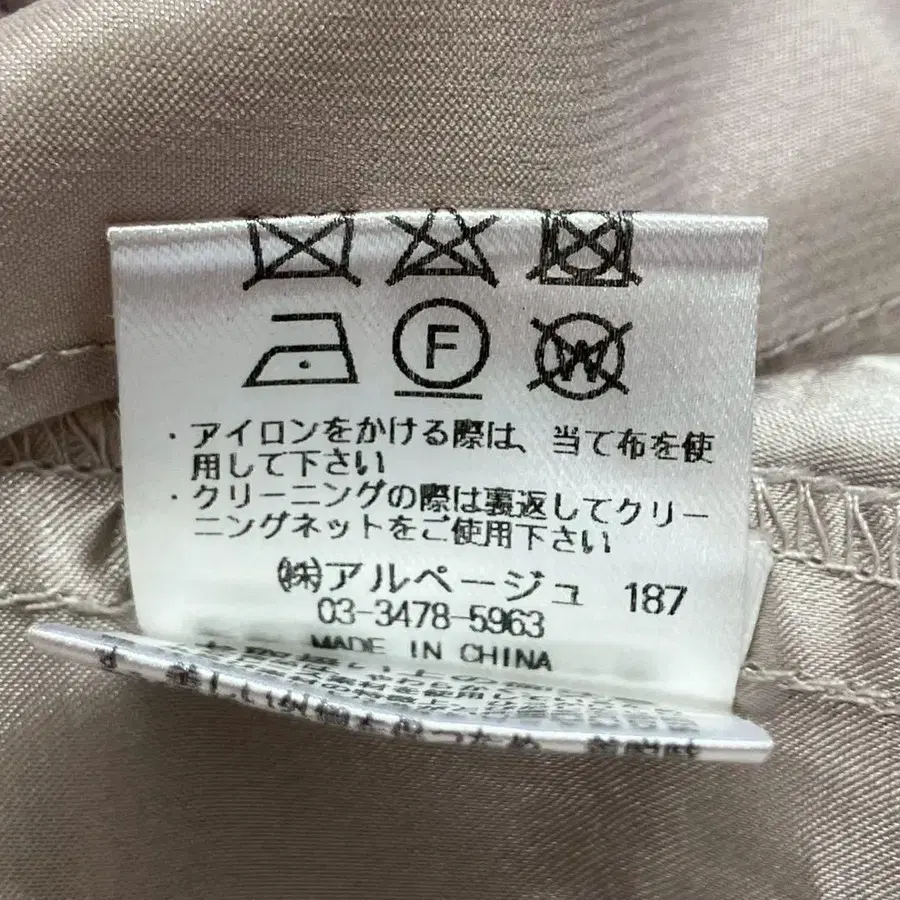 F
W
・アイロンをかける際は、当て布を使
用して下さい
・クリーニングの際は裏返してクリー
ニングネットをご使用下さい
㈱アルページュ 187
03-3478-5963
MADE IN CHINA